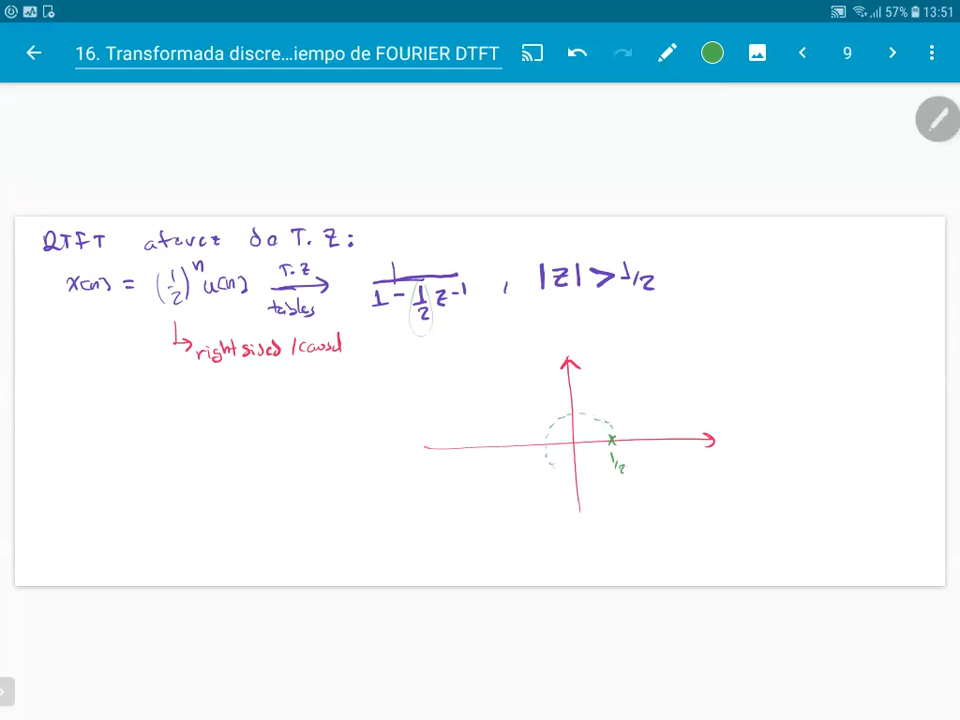 57% 13:51
16. Transformada discre...iempo de FOURIER DTFT 9
DTFT atravez da T. Z:
x[n] = (1/2)^n u[n] T. Z tables → 1/(1 - 1/2 z^-1) , |z| > 1/2
↳ right sided / causal
1/2